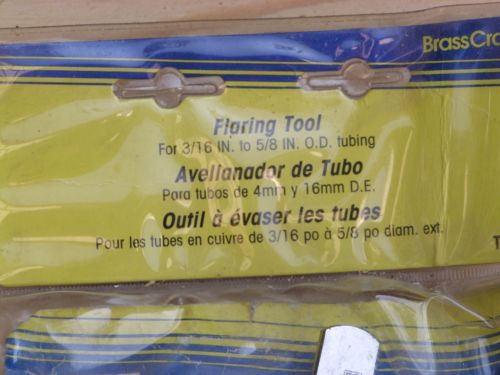 BrassCra
Flaring Tool
For 3/16 IN. to 5/8 IN. O.D. tubing
Avellanador de Tubo
Para tubos de 4mm y 16mm D.E.
Outil à évaser les tubes
Pour les tubes en cuivre de 3/16 po à 5/8 po diam. ext.
T